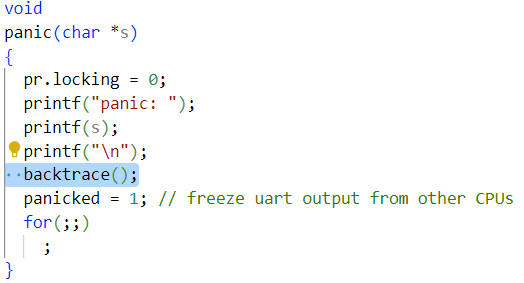 void
panic(char *s)
{
  pr.locking = 0;
  printf("panic: ");
  printf(s);
  printf("\n");
  backtrace();
  panicked = 1; // freeze uart output from other CPUs
  for(;;)
    ;
}